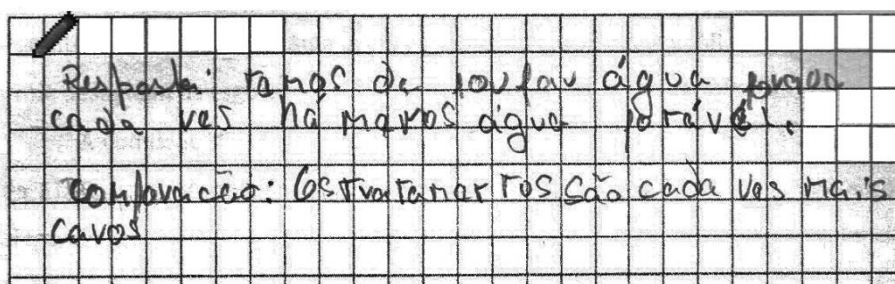 Resposta: temos de poupar água porque
cada ves há menos água potável.
comparação: Os tratamentos são cada ves mais
caros